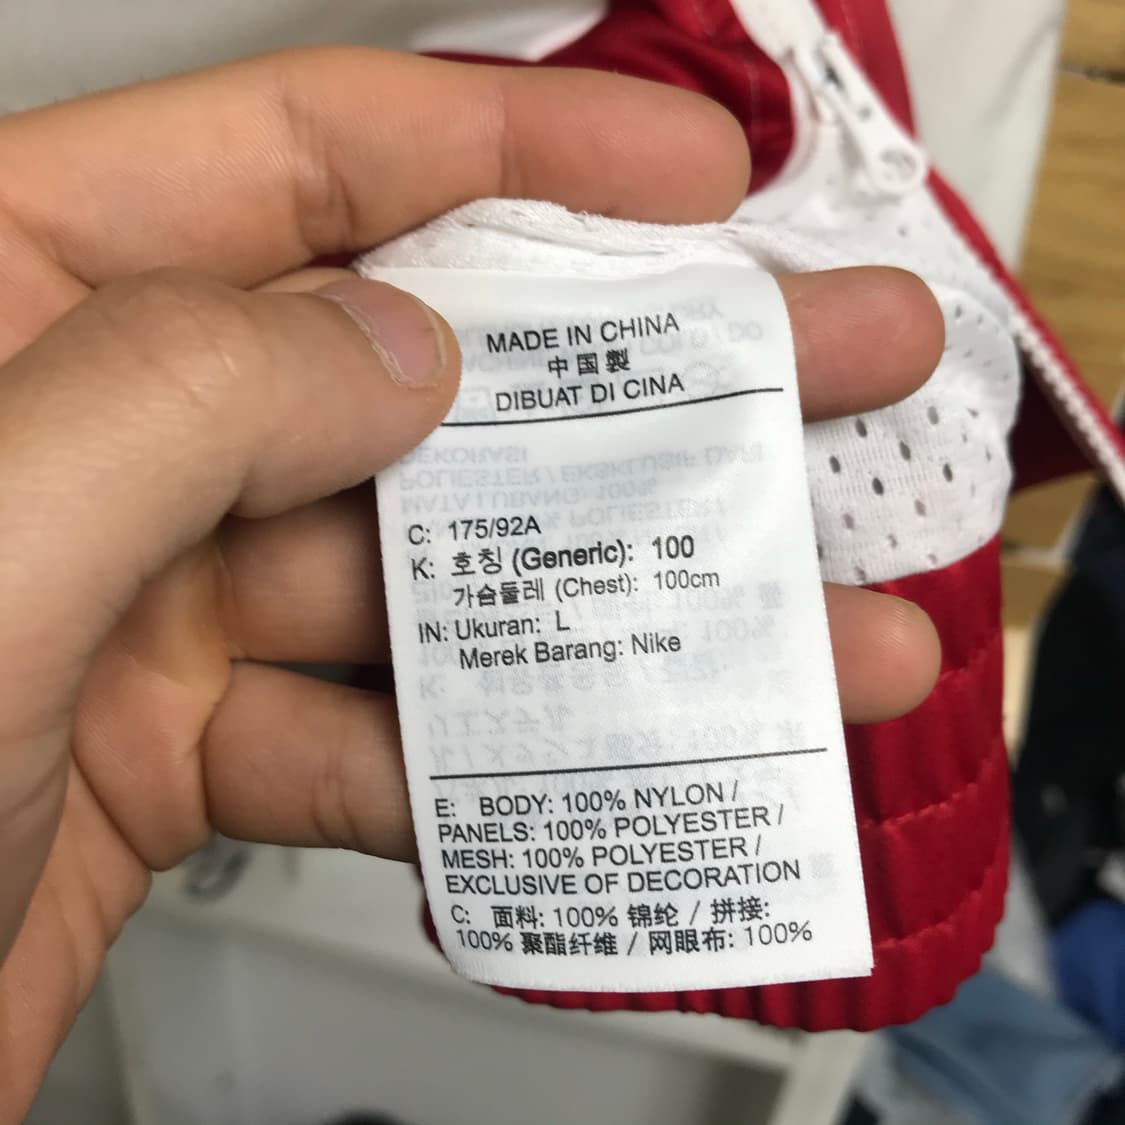 MADE IN CHINA
中国製
DIBUAT DI CINA
C: 175/92A
K: 호칭 (Generic): 100
가슴둘레 (Chest): 100cm
IN: Ukuran: L
Merek Barang: Nike
E: BODY: 100% NYLON /
PANELS: 100% POLYESTER /
MESH: 100% POLYESTER /
EXCLUSIVE OF DECORATION
C: 面料: 100% 锦纶 / 拼接:
100% 聚酯纤维 / 网眼布: 100%